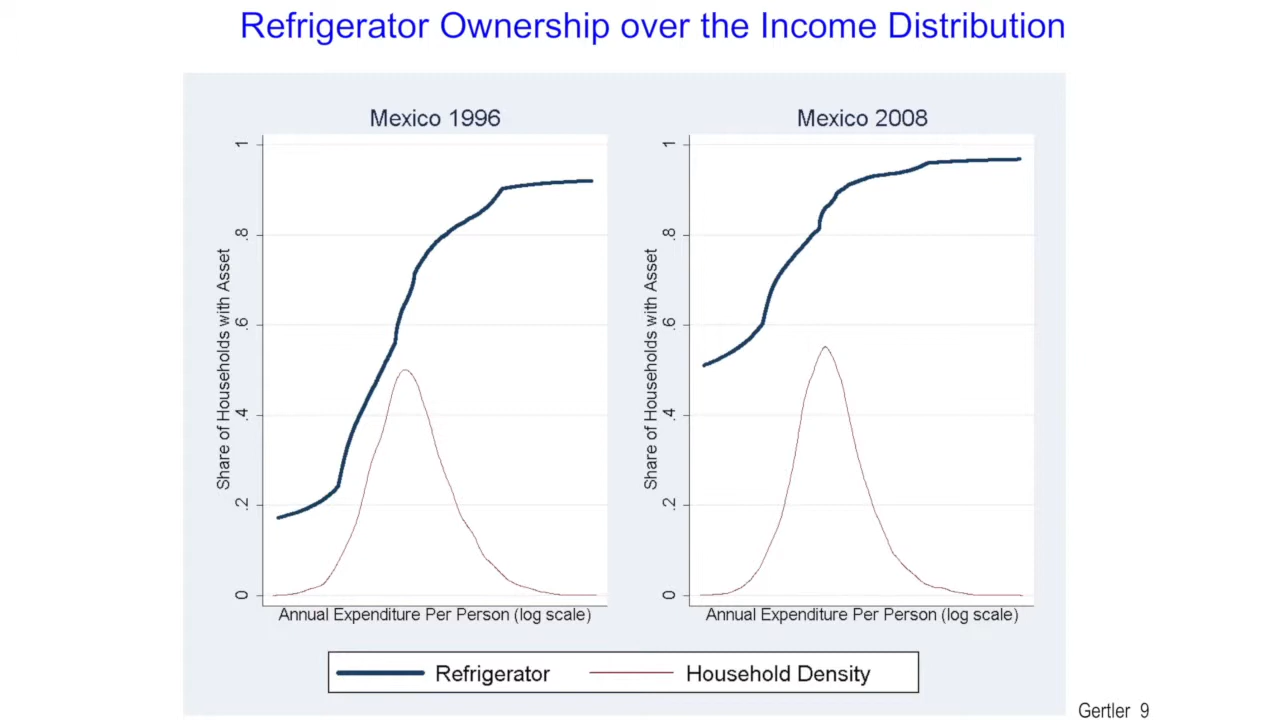 Refrigerator Ownership over the Income Distribution
Mexico 1996
Share of Households with Asset
1
.8
.6
.4
.2
0
Annual Expenditure Per Person (log scale)
Mexico 2008
Share of Households with Asset
1
.8
.6
.4
.2
0
Annual Expenditure Per Person (log scale)
Refrigerator
Household Density
Gertler 9